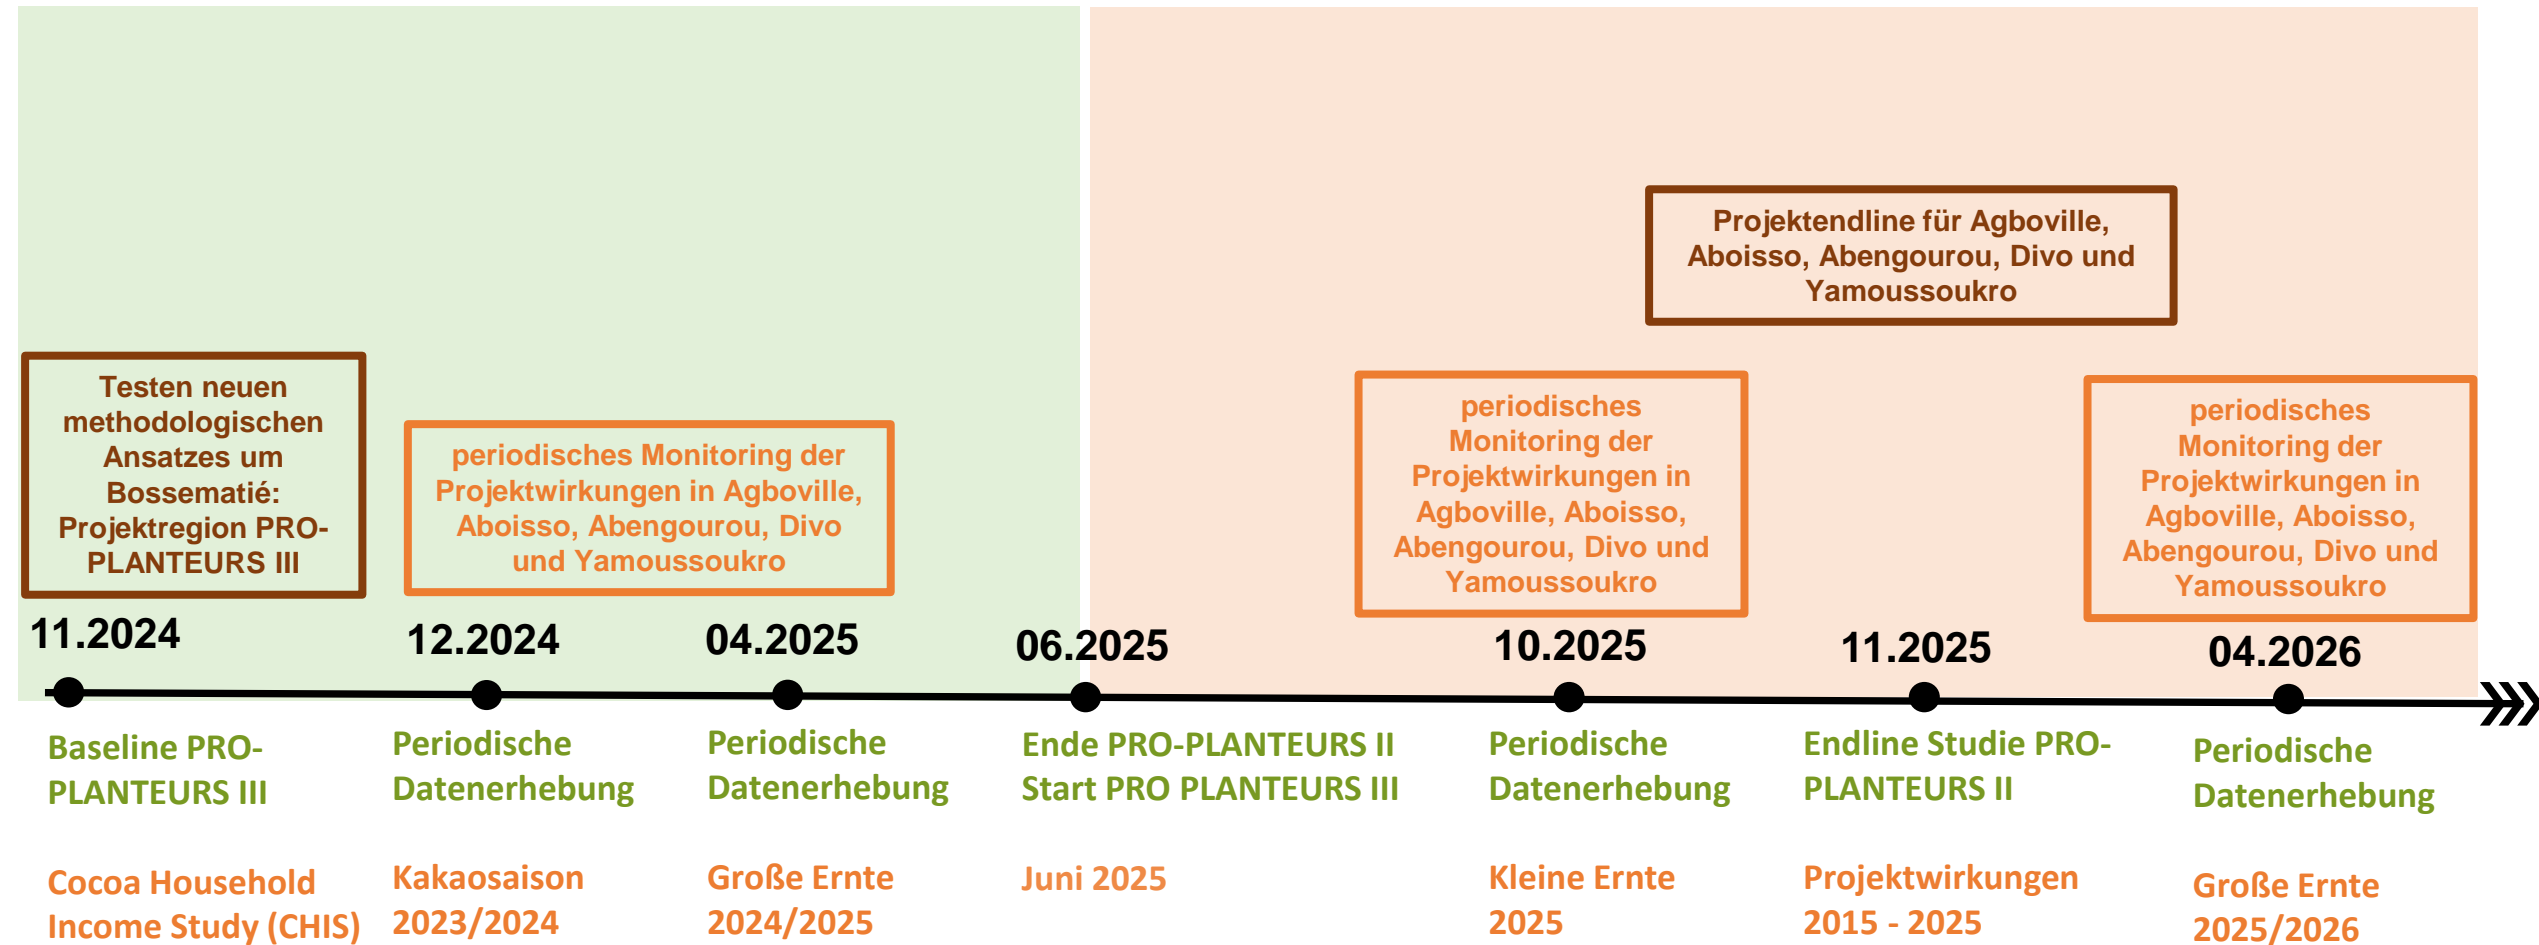 Projektendline für Agboville,
Aboisso, Abengourou, Divo und
Yamoussoukro
Testen neuen
methodologischen
Ansatzes um
Bossematié:
Projektregion PRO-
PLANTEURS III
periodisches Monitoring der
Projektwirkungen in Agboville,
Aboisso, Abengourou, Divo
und Yamoussoukro
periodisches
Monitoring der
Projektwirkungen in
Agboville, Aboisso,
Abengourou, Divo und
Yamoussoukro
periodisches
Monitoring der
Projektwirkungen in
Agboville, Aboisso,
Abengourou, Divo und
Yamoussoukro
11.2024
12.2024
04.2025
06.2025
10.2025
11.2025
04.2026
Baseline PRO-
PLANTEURS III
Cocoa Household
Income Study (CHIS)
Periodische
Datenerhebung
Kakaosaison
2023/2024
Periodische
Datenerhebung
Große Ernte
2024/2025
Ende PRO-PLANTEURS II
Start PRO PLANTEURS III
Juni 2025
Periodische
Datenerhebung
Kleine Ernte
2025
Endline Studie PRO-
PLANTEURS II
Projektwirkungen
2015 - 2025
Periodische
Datenerhebung
Große Ernte
2025/2026